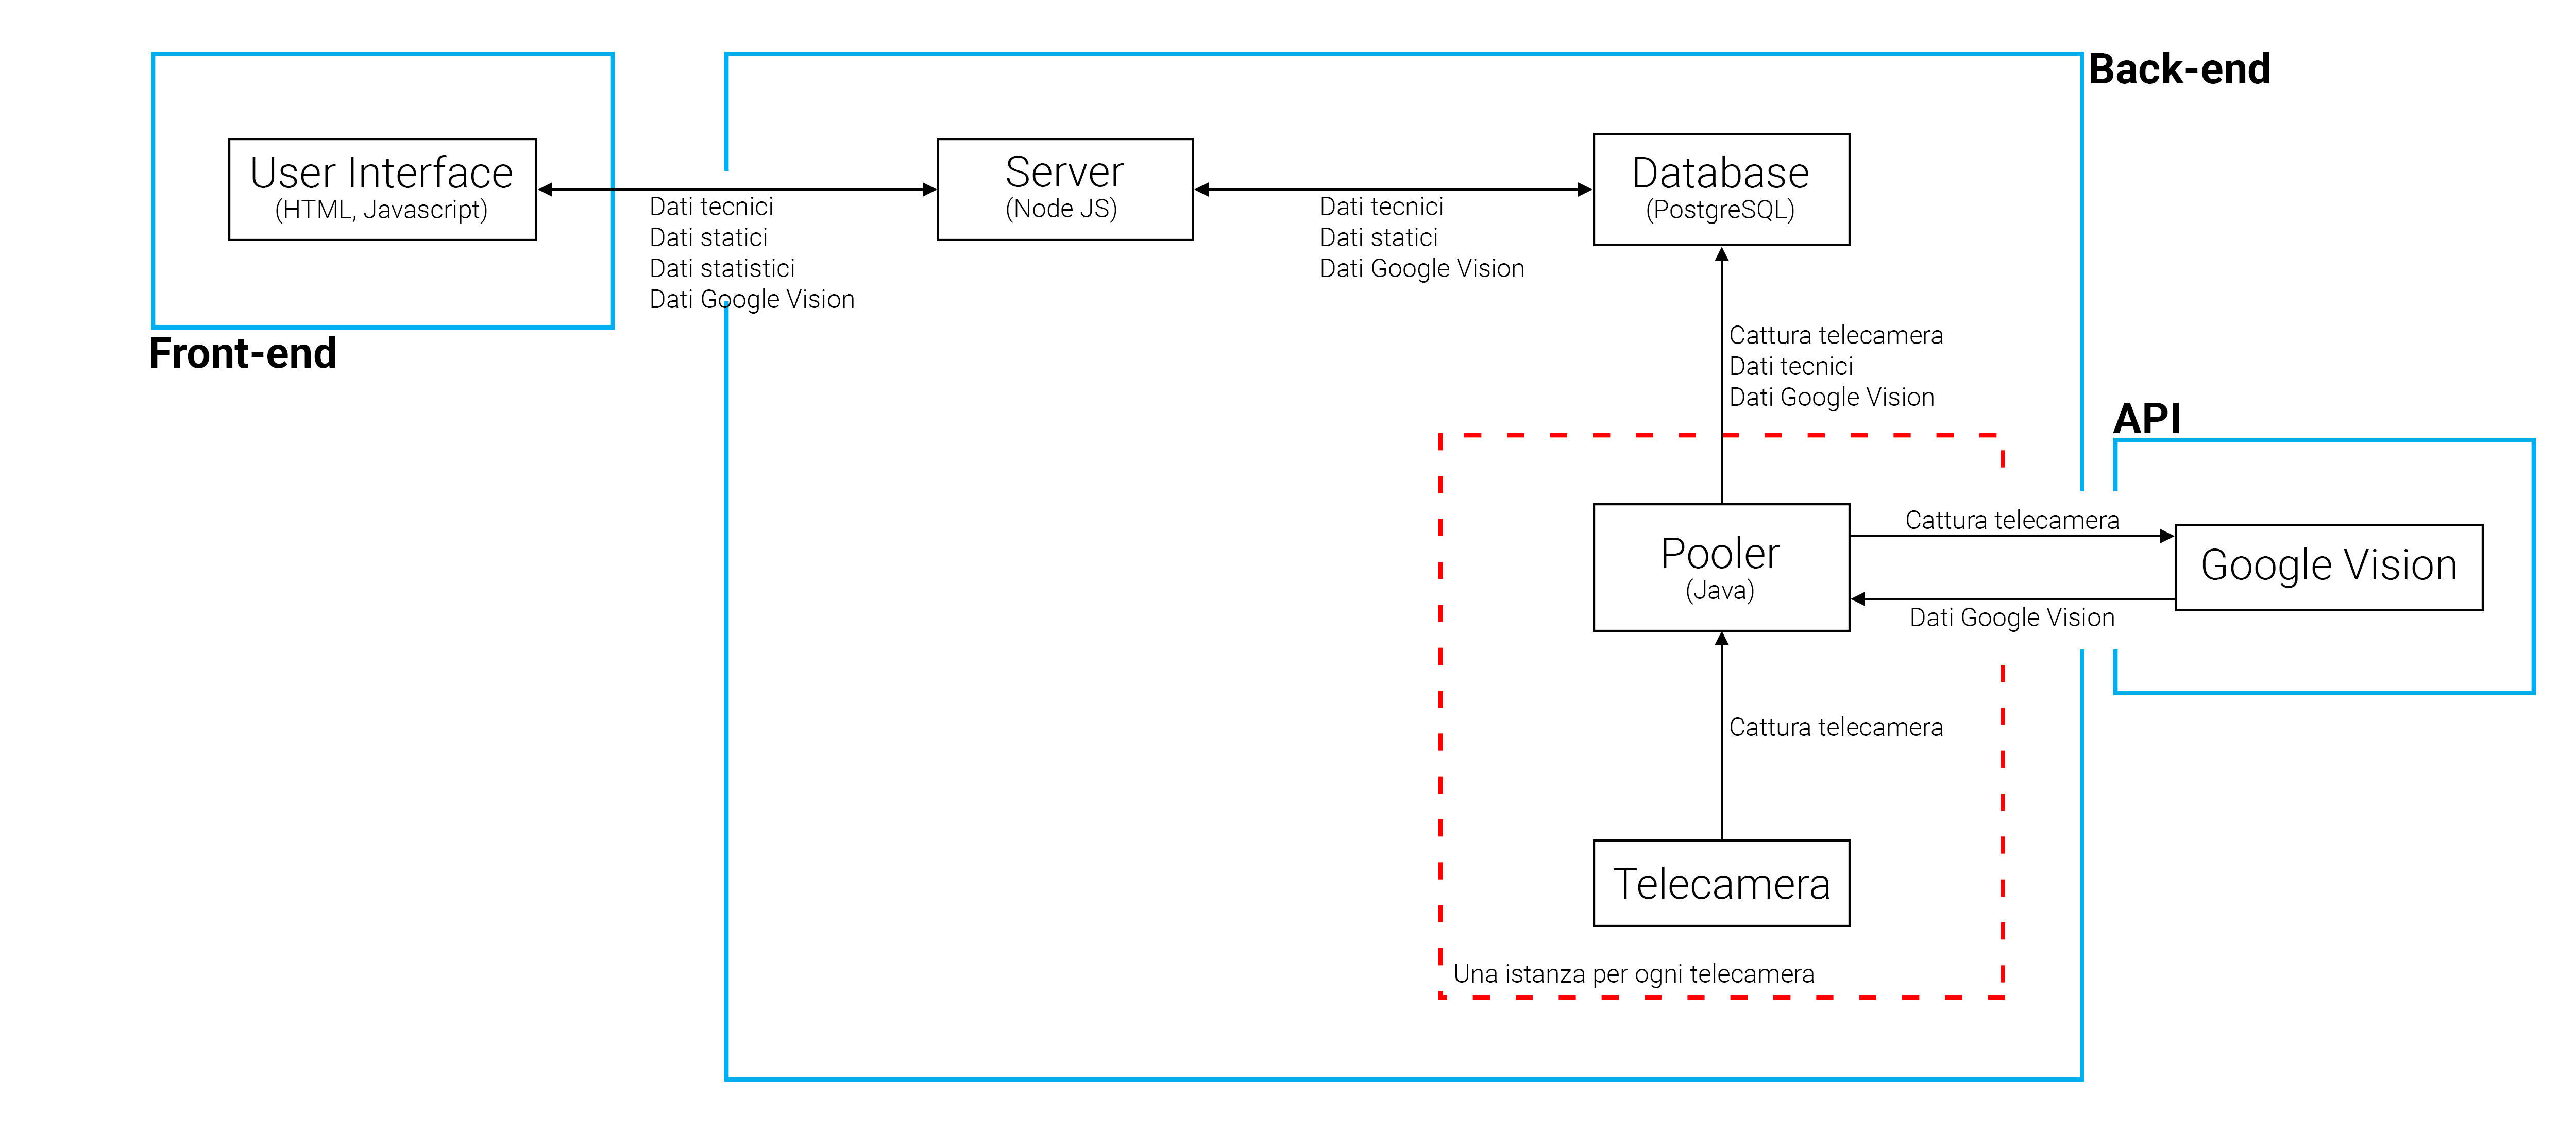 Back-end
User Interface
(HTML, Javascript)
Dati tecnici
Dati statici
Dati statistici
Dati Google Vision
Server
(Node JS)
Dati tecnici
Dati statici
Dati Google Vision
Database
(PostgreSQL)
Front-end
Cattura telecamera
Dati tecnici
Dati Google Vision
API
Pooler
(Java)
Cattura telecamera
Google Vision
Dati Google Vision
Cattura telecamera
Telecamera
Una istanza per ogni telecamera